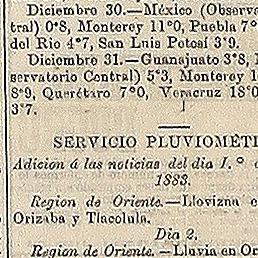 Diciembre 30.—México (Observa
tral) 0°8, Monterey 11°0, Puebla 7°
del Rio 4°7, San Luis Potosí 3°9.
Diciembre 31.—Guanajuato 3°8, 
servatorio Central) 5°3, Monterey 1
8°9, Querétaro 7°0, Veracruz 18°0
3°7.
SERVICIO PLUVIOMÉTI
Adicion á las noticias del dia 1.° 
1883.
Region de Oriente.—Llovizna e
Orizaba y Tlacolula.
Dia 2.
Region de Oriente.—Lluvia en Or